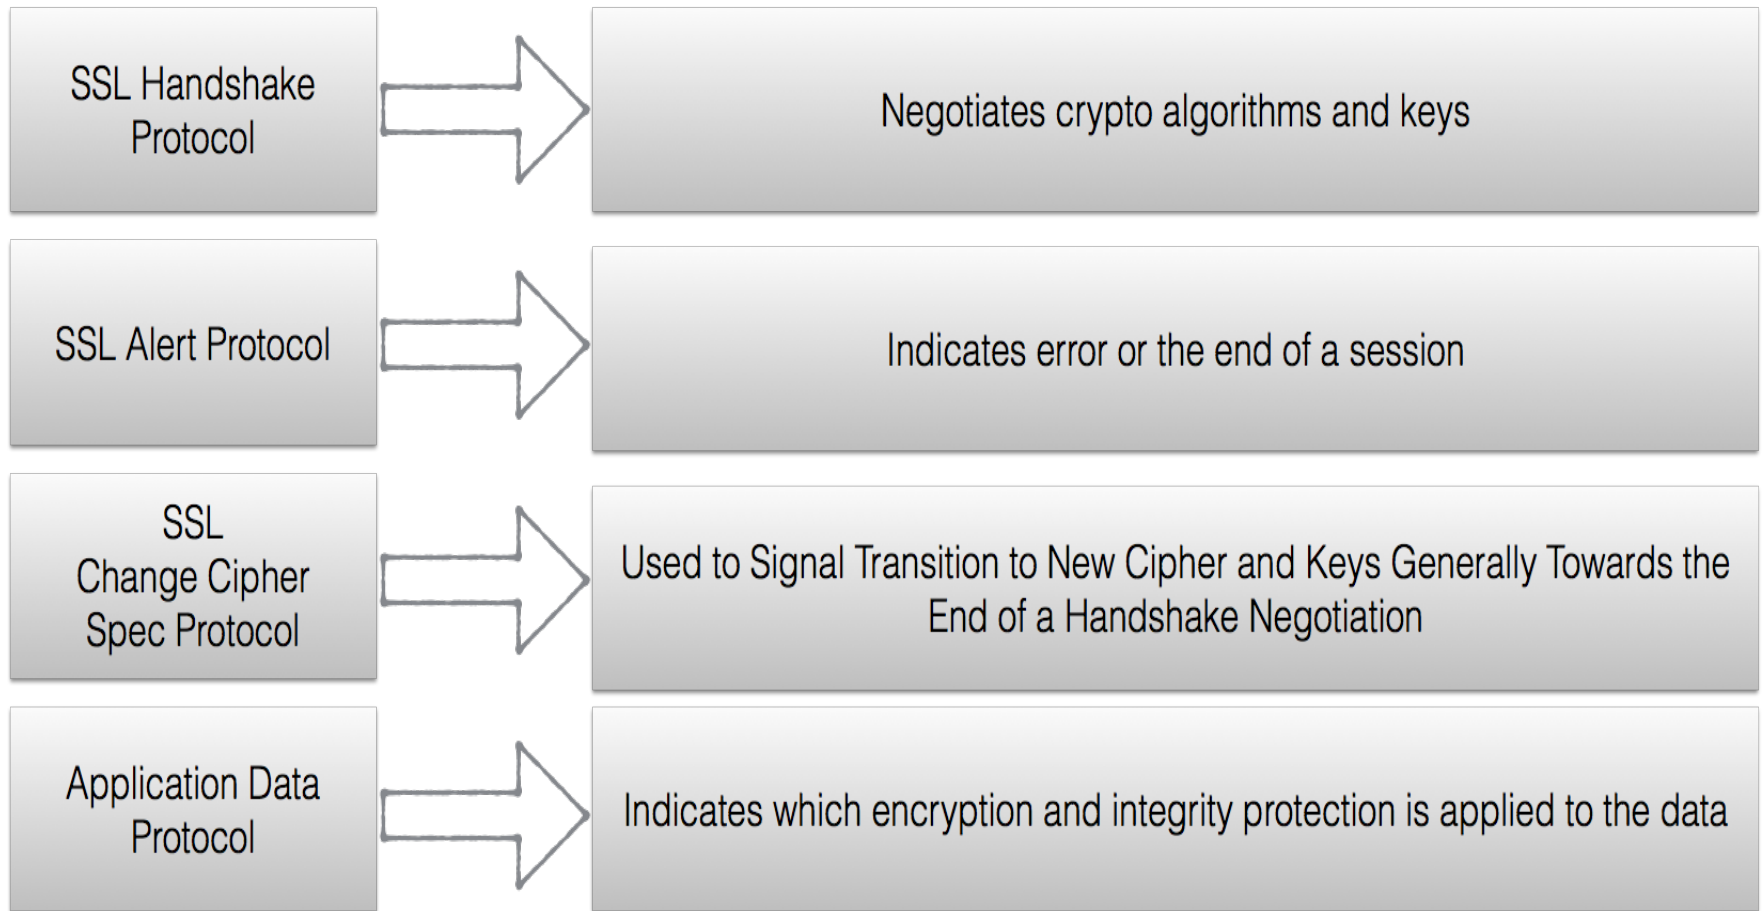 SSL Handshake
Protocol
Negotiates crypto algorithms and keys
SSL Alert Protocol
Indicates error or the end of a session
SSL
Change Cipher
Spec Protocol
Used to Signal Transition to New Cipher and Keys Generally Towards the
End of a Handshake Negotiation
Application Data
Protocol
Indicates which encryption and integrity protection is applied to the data